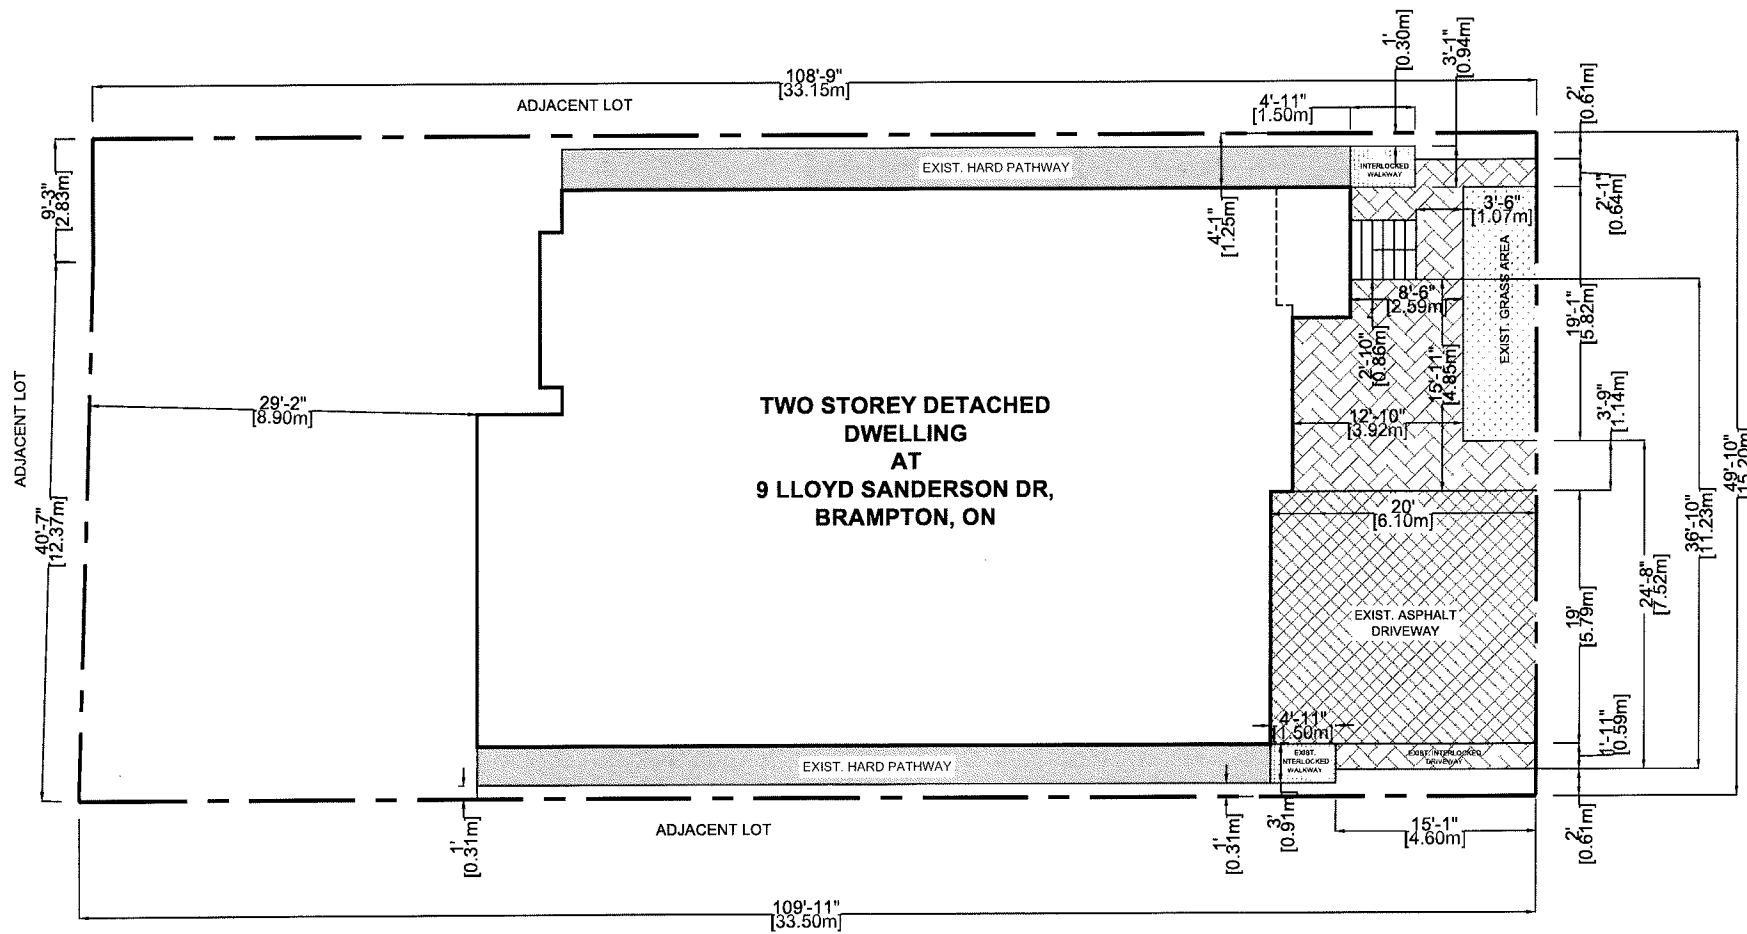 1'
[0.30m]
3'-1"
[0.94m]
108'-9"
[33.15m]
2'
[0.61m]
ADJACENT LOT
4'-11"
[1.50m]
EXIST. HARD PATHWAY
INTERLOCKED
WALKWAY
9'-3"
[2.83m]
2'-1"
[0.64m]
3'-6"
[1.07m]
4'-1"
[1.25m]
EXIST. GRASS AREA
8'-6"
[2.59m]
19'-1"
[5.82m]
2'-10"
[0.86m]
15'-11"
[4.85m]
ADJACENT LOT
29'-2"
[8.90m]
TWO STOREY DETACHED
DWELLING
AT
9 LLOYD SANDERSON DR,
BRAMPTON, ON
12'-10"
[3.92m]
3'-9"
[1.14m]
49'-10"
[15.20m]
40'-7"
[12.37m]
20'
[6.10m]
36'-10"
[11.23m]
24'-8"
[7.52m]
EXIST. ASPHALT
DRIVEWAY
19'
[5.79m]
4'-11"
[1.50m]
1'-11"
[0.59m]
EXIST. HARD PATHWAY
EXIST.
INTERLOCKED
WALKWAY
EXIST. INTERLOCKED
DRIVEWAY
1'
[0.31m]
ADJACENT LOT
1'
[0.31m]
3'
[0.91m]
15'-1"
[4.60m]
2'
[0.61m]
109'-11"
[33.50m]